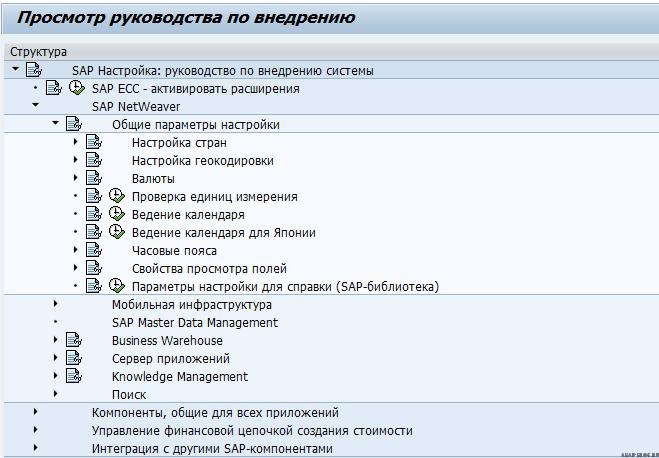 Просмотр руководства по внедрению
Структура
SAP Настройка: руководство по внедрению системы
SAP ECC - активировать расширения
SAP NetWeaver
Общие параметры настройки
Настройка стран
Настройка геокодировки
Валюты
Проверка единиц измерения
Ведение календаря
Ведение календаря для Японии
Часовые пояса
Свойства просмотра полей
Параметры настройки для справки (SAP-библиотека)
Мобильная инфраструктура
SAP Master Data Management
Business Warehouse
Сервер приложений
Knowledge Management
Поиск
Компоненты, общие для всех приложений
Управление финансовой цепочкой создания стоимости
Интеграция с другими SAP-компонентами